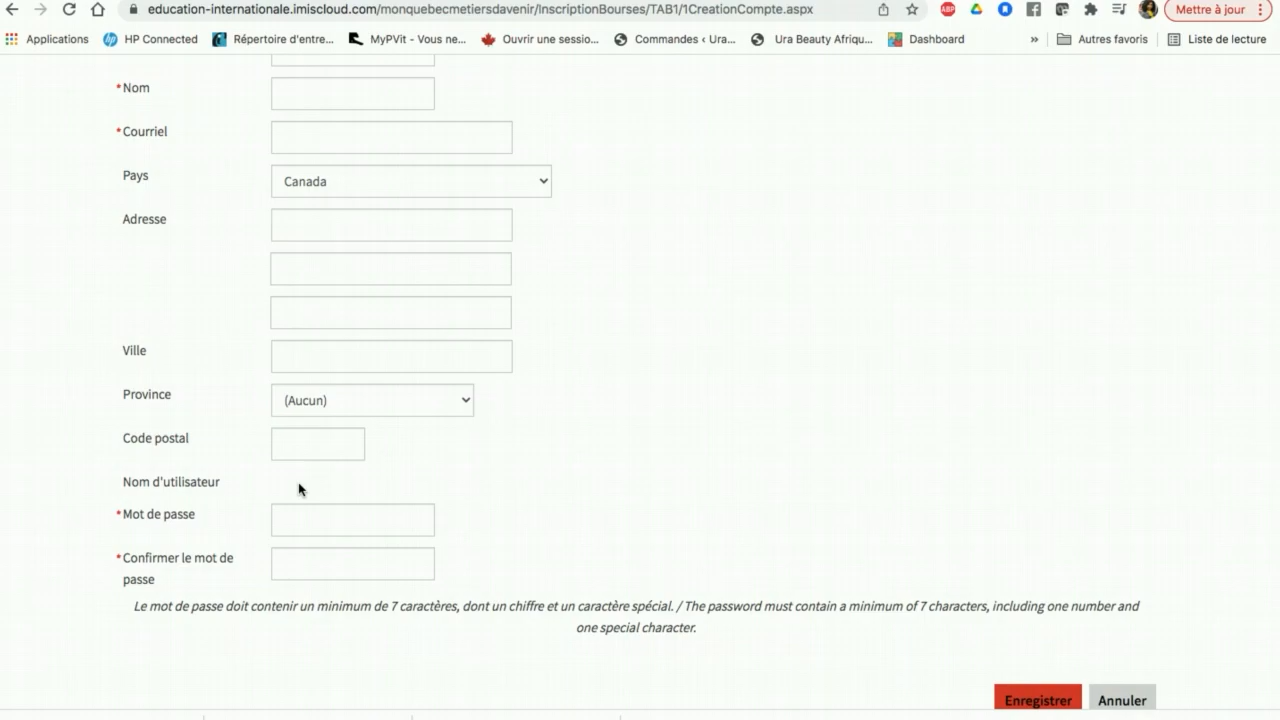 education-internationale.imiscloud.com/monquebecmetiersdavenir/InscriptionBourses/TAB1/1CreationCompte.aspx
ABP
Mettre à jour
Applications
HP Connected
Répertoire d'entre...
MyPVit - Vous ne...
Ouvrir une sessio...
Commandes ‹ Ura...
Ura Beauty Afriqu...
Dashboard
»
Autres favoris
Liste de lecture
* Nom
* Courriel
Pays
Canada
Adresse
Ville
Province
(Aucun)
Code postal
Nom d'utilisateur
* Mot de passe
* Confirmer le mot de
passe
Le mot de passe doit contenir un minimum de 7 caractères, dont un chiffre et un caractère spécial. / The password must contain a minimum of 7 characters, including one number and
one special character.
Enregistrer
Annuler